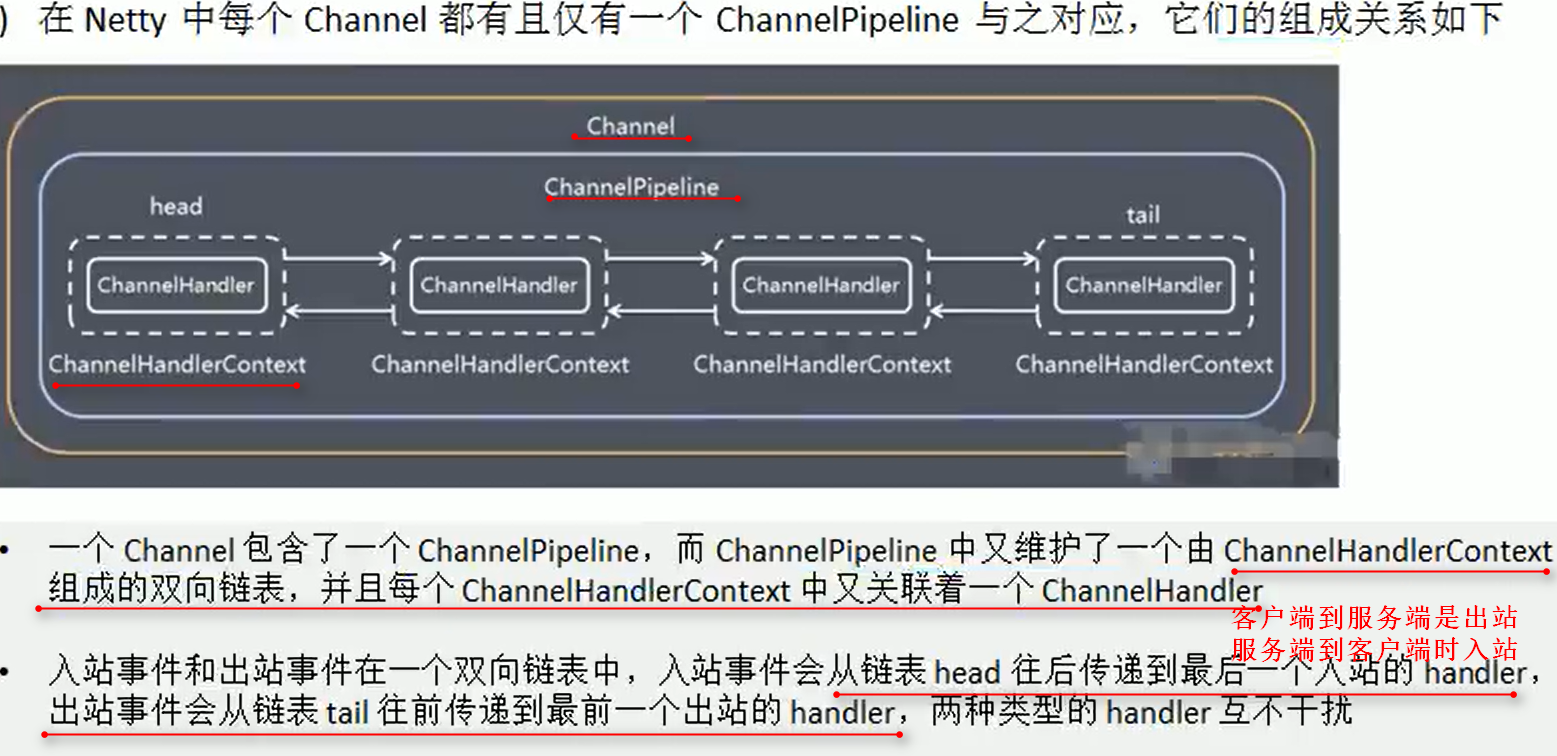 ) 在 Netty 中每个 Channel 都有且仅有一个 ChannelPipeline 与之对应，它们的组成关系如下
Channel
ChannelPipeline
head
tail
ChannelHandler ChannelHandler ChannelHandler ChannelHandler
ChannelHandlerContext ChannelHandlerContext ChannelHandlerContext ChannelHandlerContext
• 一个 Channel 包含了一个 ChannelPipeline，而 ChannelPipeline 中又维护了一个由 ChannelHandlerContext
组成的双向链表，并且每个 ChannelHandlerContext 中又关联着一个 ChannelHandler
客户端到服务端是出站
服务端到客户端时入站
• 入站事件和出站事件在一个双向链表中，入站事件会从链表 head 往后传递到最后一个入站的 handler，
出站事件会从链表 tail 往前传递到最前一个出站的 handler，两种类型的 handler 互不干扰